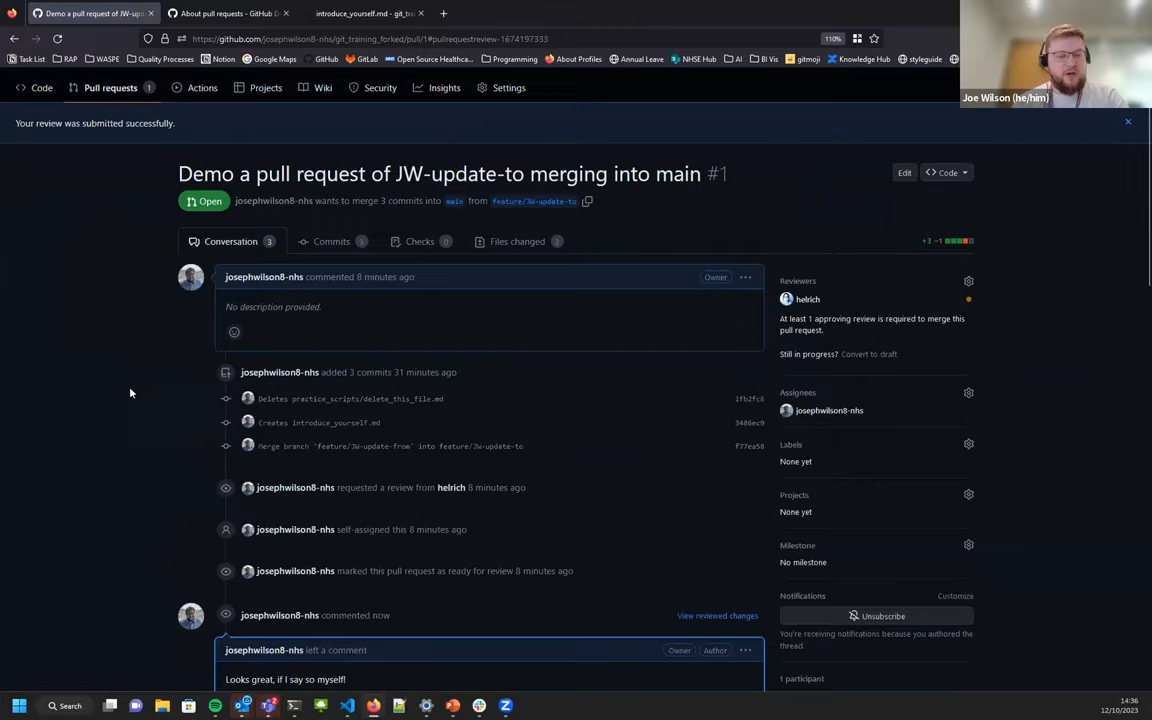 Demo a pull request of JW-upd
About pull requests - GitHub D
introduce_yourself.md - git_tra
https://github.com/josephwilson8-nhs/git_training_forked/pull/1#pullrequestreview-1674197333
110%
Task List RAP WASPE Quality Processes Notion Google Maps GitHub GitLab Open Source Healthca... Programming About Profiles Annual Leave NHSE Hub AI BI Vis gitmoji Knowledge Hub styleguide
Joe Wilson (he/him)
Code Pull requests 1 Actions Projects Wiki Security Insights Settings
Your review was submitted successfully.
Demo a pull request of JW-update-to merging into main #1
Edit
Code
Open josephwilson8-nhs wants to merge 3 commits into main from feature/JW-update-to
Conversation 3 Commits 3 Checks 0 Files changed 2
+3 −1
josephwilson8-nhs commented 8 minutes ago
Owner
No description provided.
josephwilson8-nhs added 3 commits 31 minutes ago
Deletes practice_scripts/delete_this_file.md 1fb2fc6
Creates introduce_yourself.md 3486ec9
Merge branch 'feature/JW-update-from' into feature/JW-update-to f77ea58
josephwilson8-nhs requested a review from helrich 8 minutes ago
josephwilson8-nhs self-assigned this 8 minutes ago
josephwilson8-nhs marked this pull request as ready for review 8 minutes ago
josephwilson8-nhs commented now
View reviewed changes
josephwilson8-nhs left a comment
Owner Author
Looks great, if I say so myself!
Reviewers
helrich
At least 1 approving review is required to merge this
pull request.
Still in progress? Convert to draft
Assignees
josephwilson8-nhs
Labels
None yet
Projects
None yet
Milestone
No milestone
Notifications Customize
Unsubscribe
You're receiving notifications because you authored the
thread.
1 participant
Search
14:36
12/10/2023